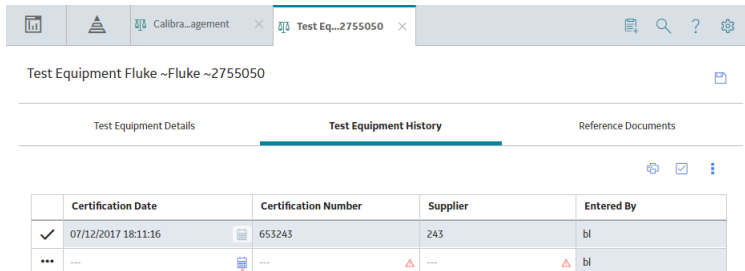 Calibra...agement
Test Eq...2755050
Test Equipment Fluke ~Fluke ~2755050
Test Equipment Details Test Equipment History Reference Documents
Certification Date Certification Number Supplier Entered By
07/12/2017 18:11:16 653243 243 bl
--- --- --- bl